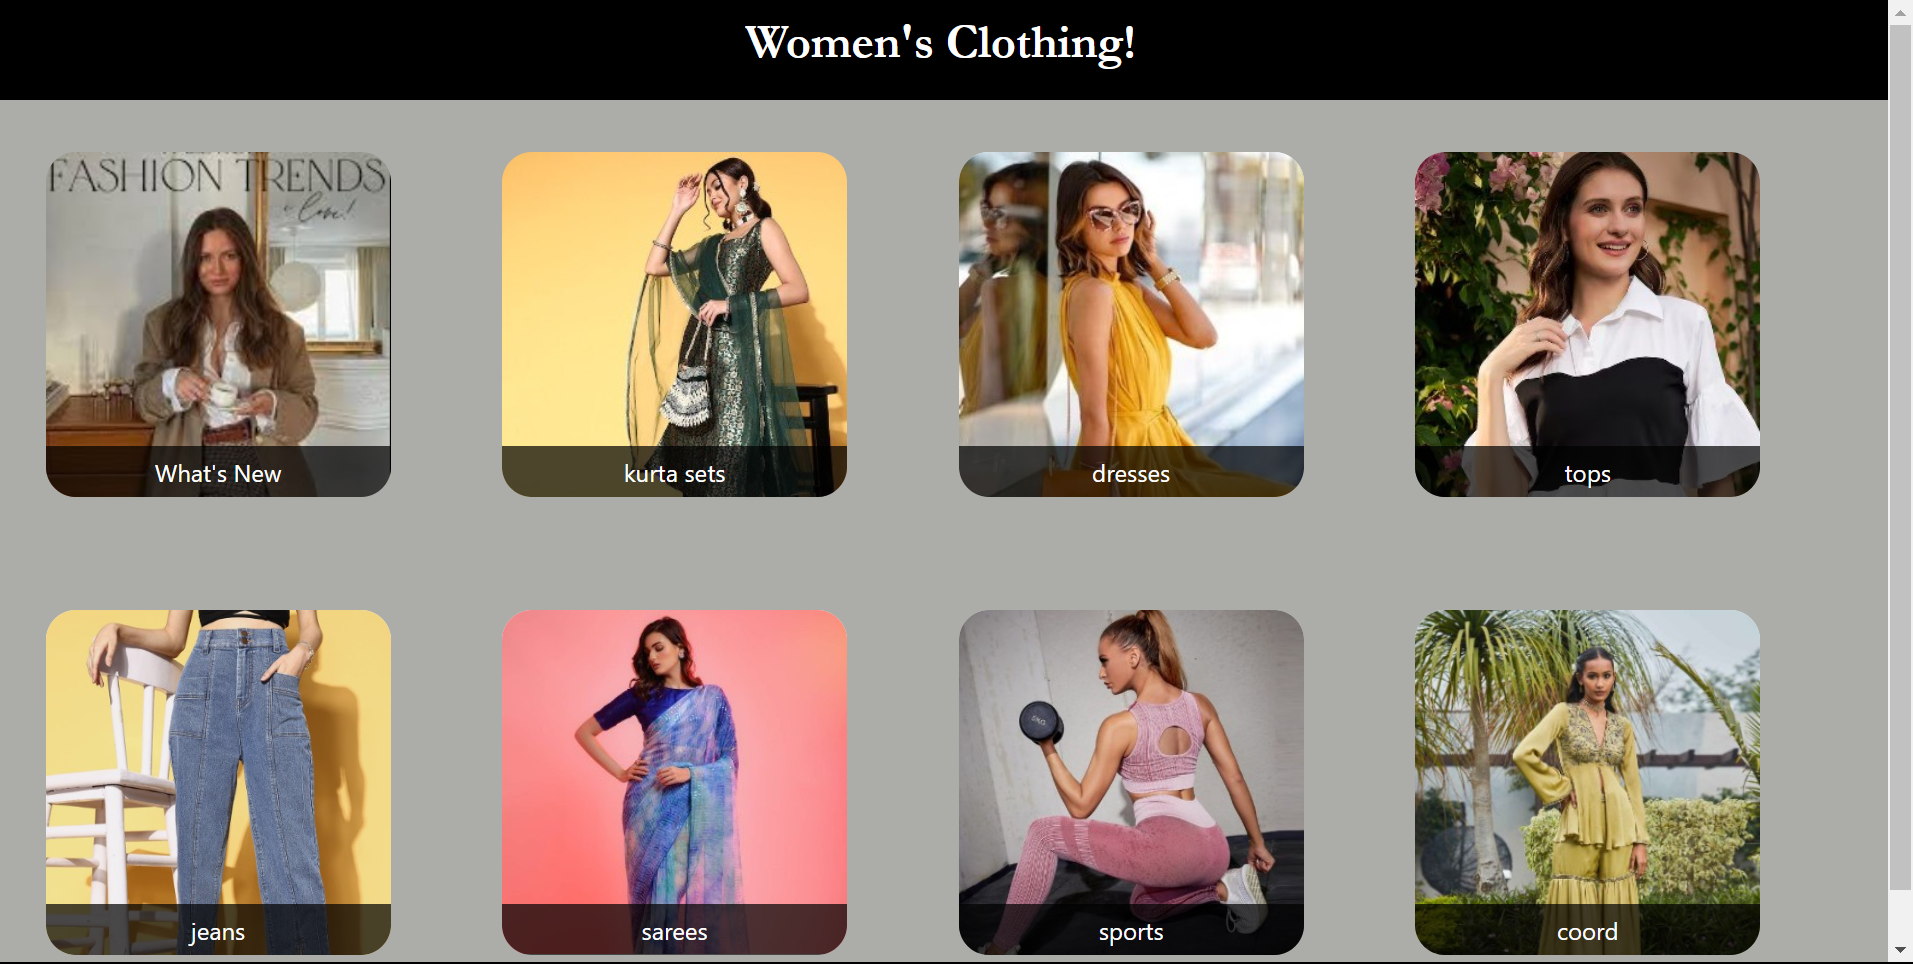 Women's Clothing!
FASHION TRENDS
i love!
What's New
kurta sets
dresses
tops
jeans
sarees
sports
coord